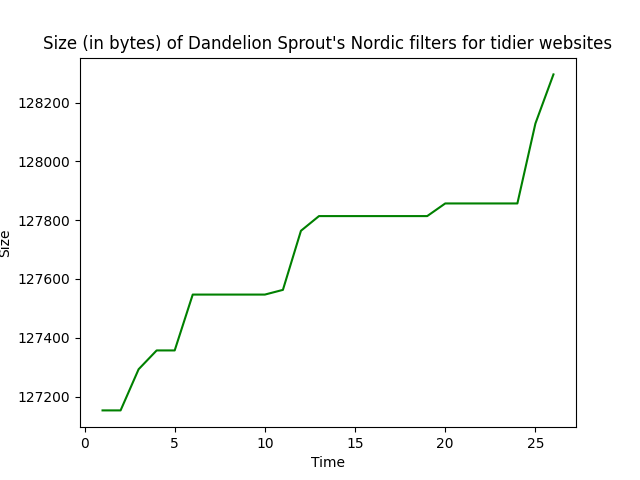 Size (in bytes) of Dandelion Sprout's Nordic filters for tidier websites
128200
128000
127800
127600
127400
127200
Size
0 5 10 15 20 25
Time